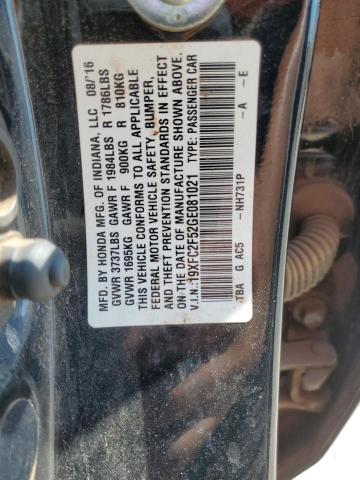 MFD. BY HONDA MFG. OF INDIANA, LLC 08/'16
GVWR 3737LBS GAWR F 1984LBS R 1786LBS
GVWR 1695KG GAWR F 900KG R 810KG
THIS VEHICLE CONFORMS TO ALL APPLICABLE
FEDERAL MOTOR VEHICLE SAFETY, BUMPER,
AND THEFT PREVENTION STANDARDS IN EFFECT
ON THE DATE OF MANUFACTURE SHOWN ABOVE.
V.I.N.: 19XFC2F52GE081021 TYPE: PASSENGER CAR
TBA G AC5 -NH731P -A -E